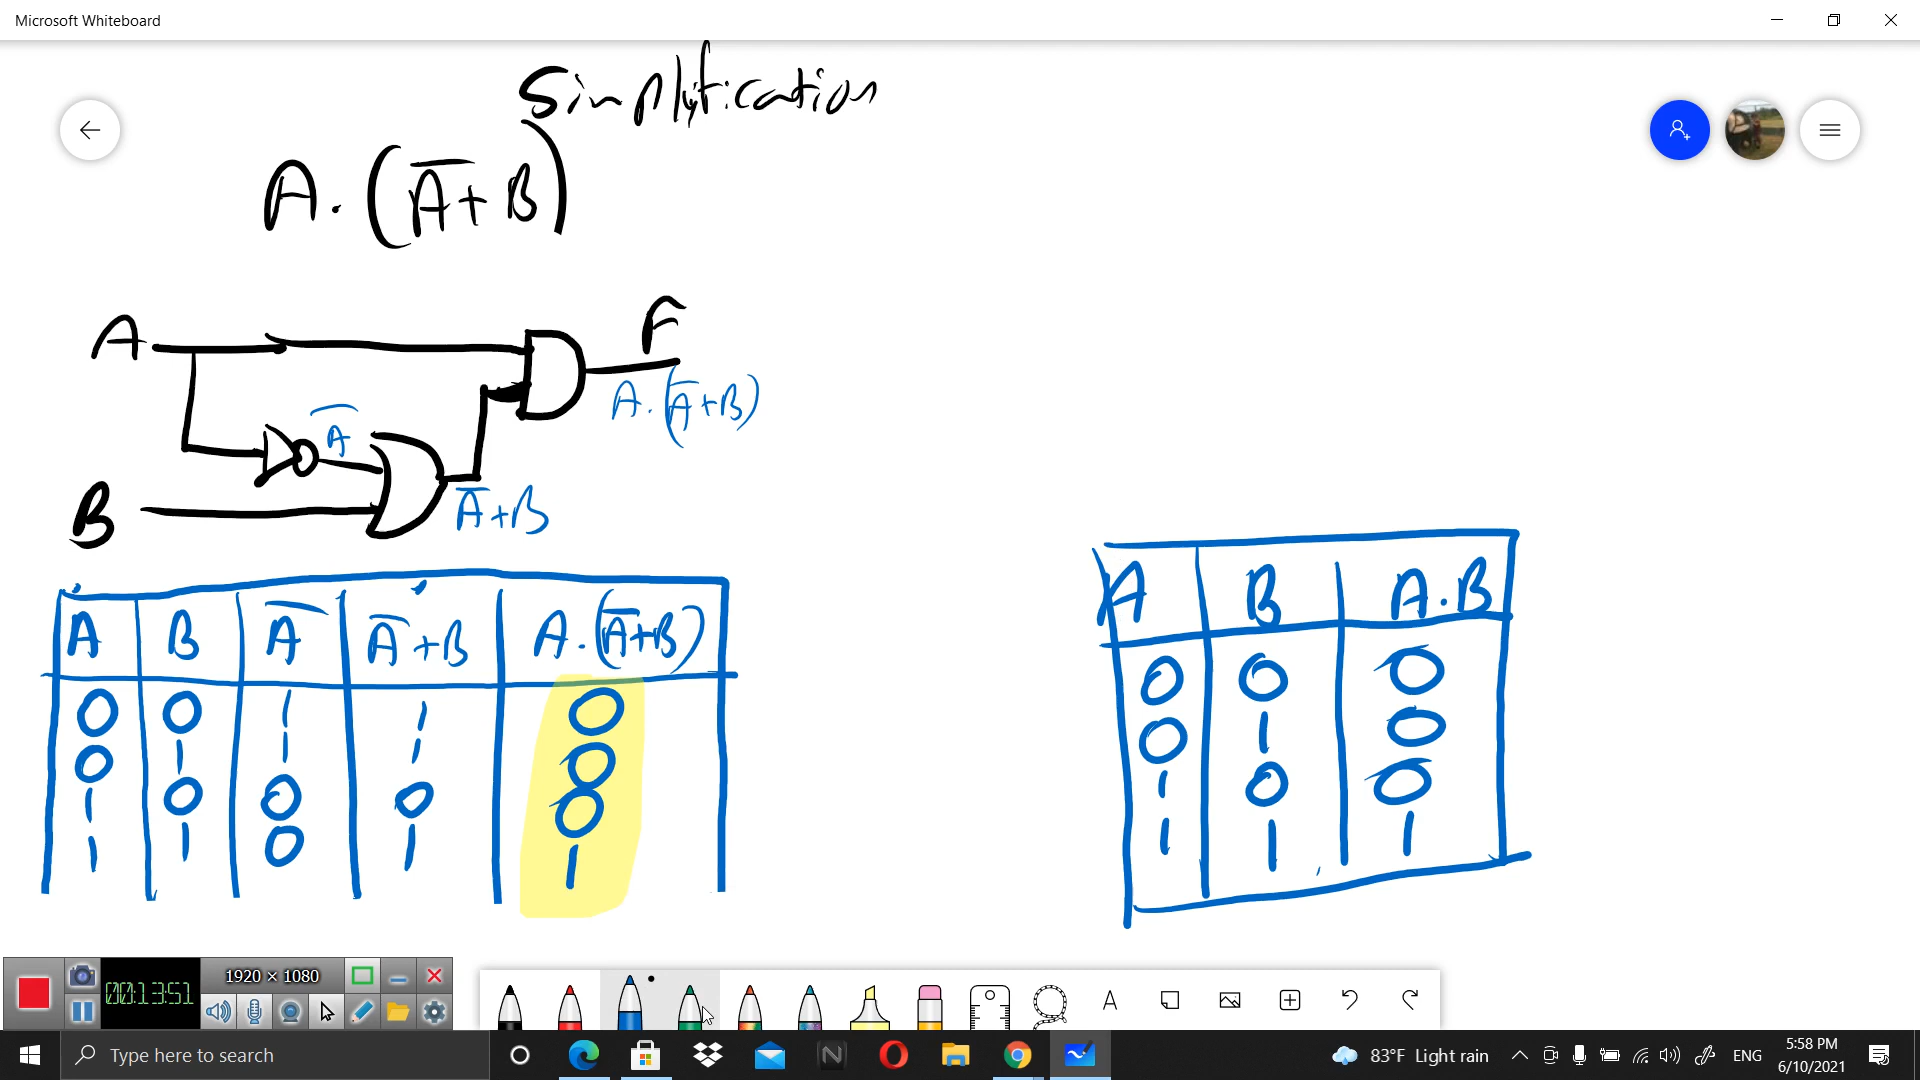 Microsoft Whiteboard
Simplification
A.(A̅+B)
A
F
A.(A̅+B)
A̅
B
A̅+B
A B A̅ A̅+B A.(A̅+B)
0 0 1 1 0
0 1 1 1 0
1 0 0 0 0
1 1 0 1 1
A B A.B
0 0 0
0 1 0
1 0 0
1 1 1
00:13:51
1920 × 1080
Type here to search
83°F Light rain
ENG
5:58 PM
6/10/2021